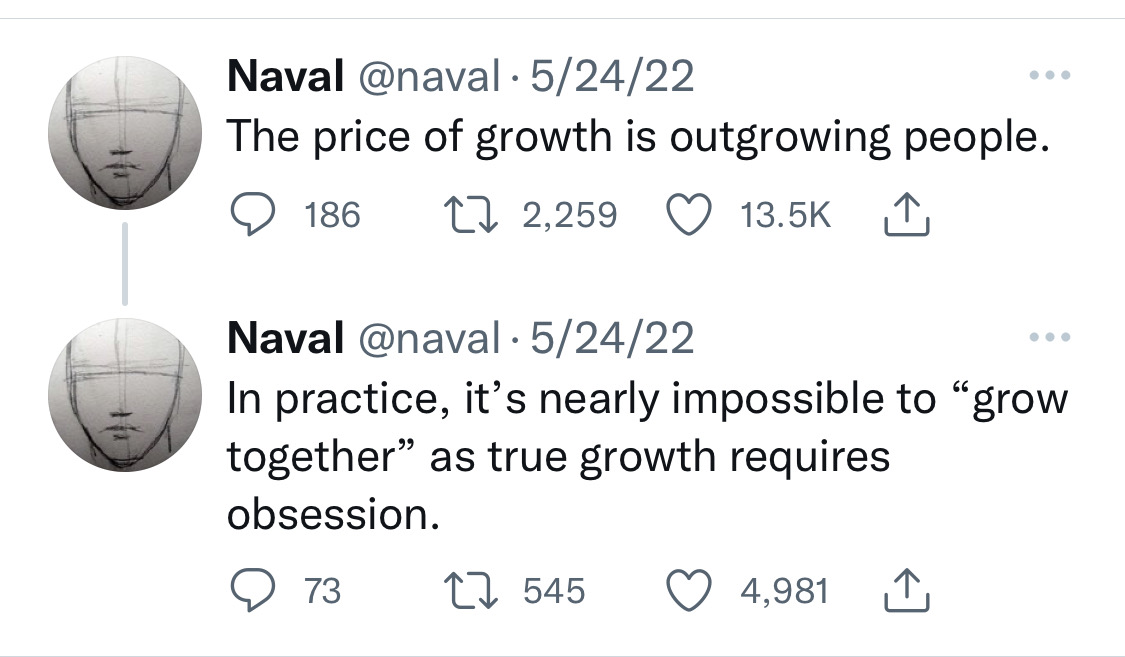 Naval @naval · 5/24/22
The price of growth is outgrowing people.
186 2,259 13.5K
Naval @naval · 5/24/22
In practice, it’s nearly impossible to “grow
together” as true growth requires
obsession.
73 545 4,981